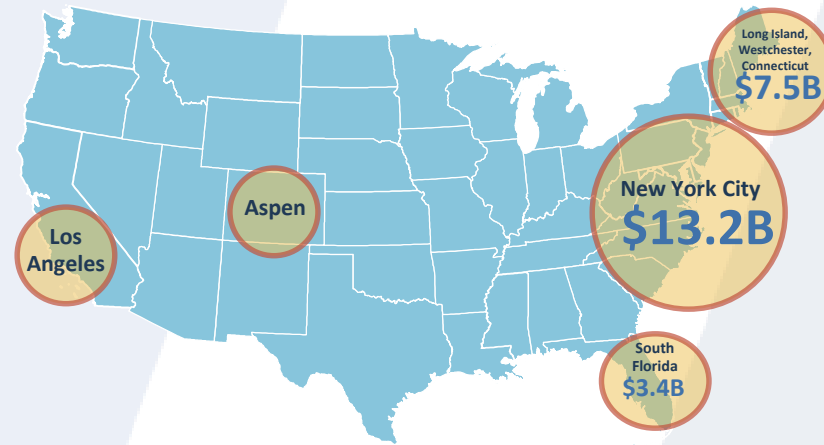 Long Island,
Westchester,
Connecticut
$7.5B
New York City
$13.2B
Aspen
Los
Angeles
South
Florida
$3.4B